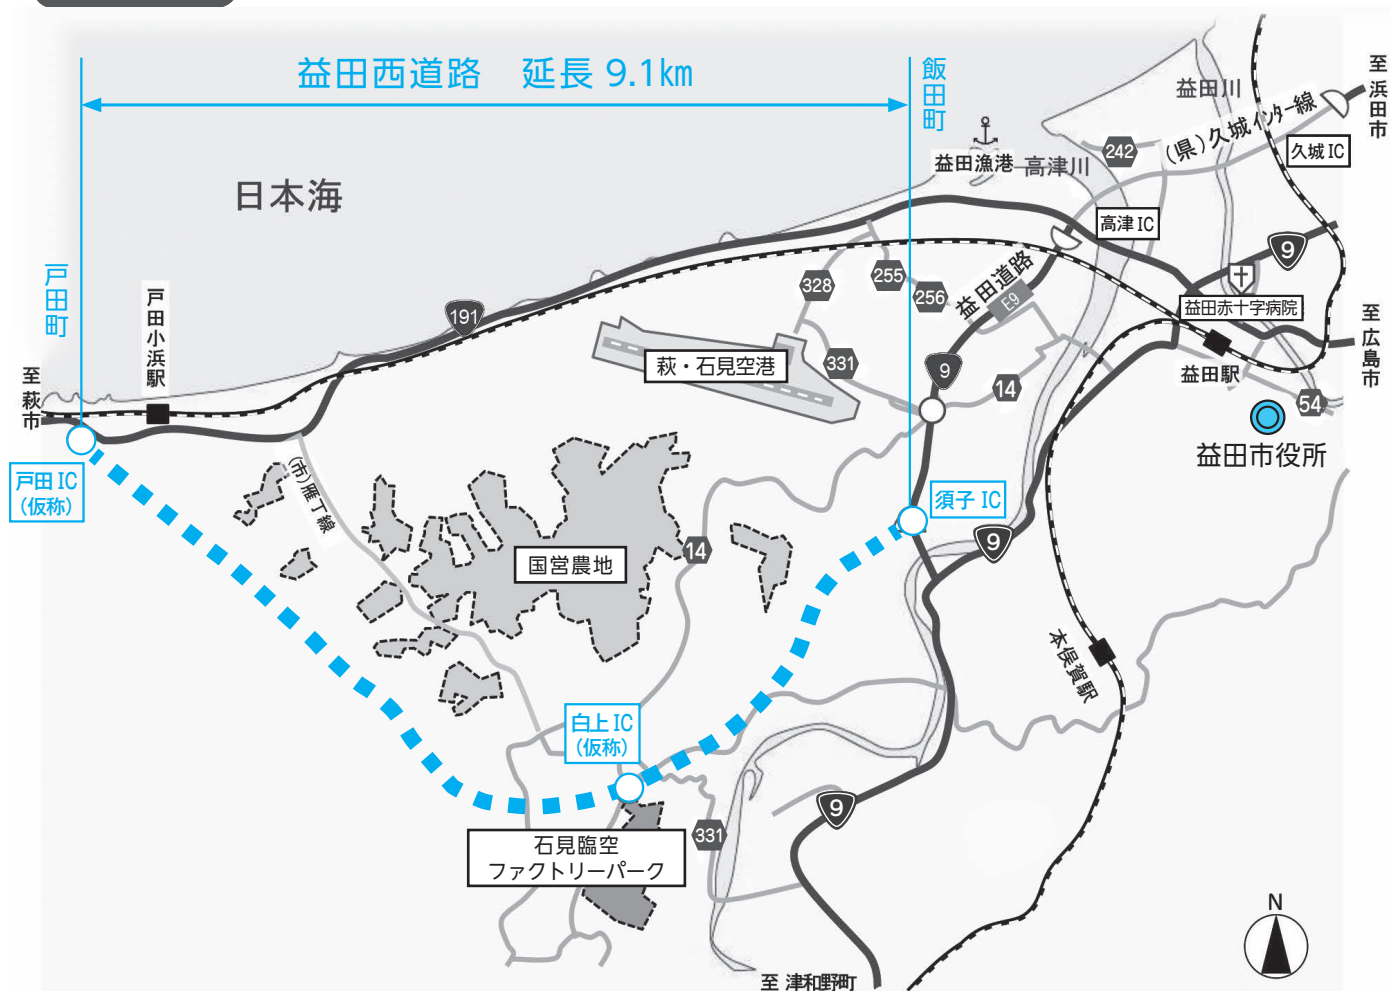 益田西道路　延長 9.1㎞
飯田町
戸田町
日本海
益田漁港
高津川
益田川
(県)久城インター線
久城 IC
至浜田市
242
高津 IC
9
益田赤十字病院
至広島市
戸田小浜駅
191
328
255
256
益田道路
E9
萩・石見空港
331
9
14
益田駅
54
益田市役所
至萩市
戸田 IC
(仮称)
(市)雁丁線
国営農地
14
須子 IC
9
本俣賀駅
白上 IC
(仮称)
石見臨空
ファクトリーパーク
331
9
至 津和野町
N